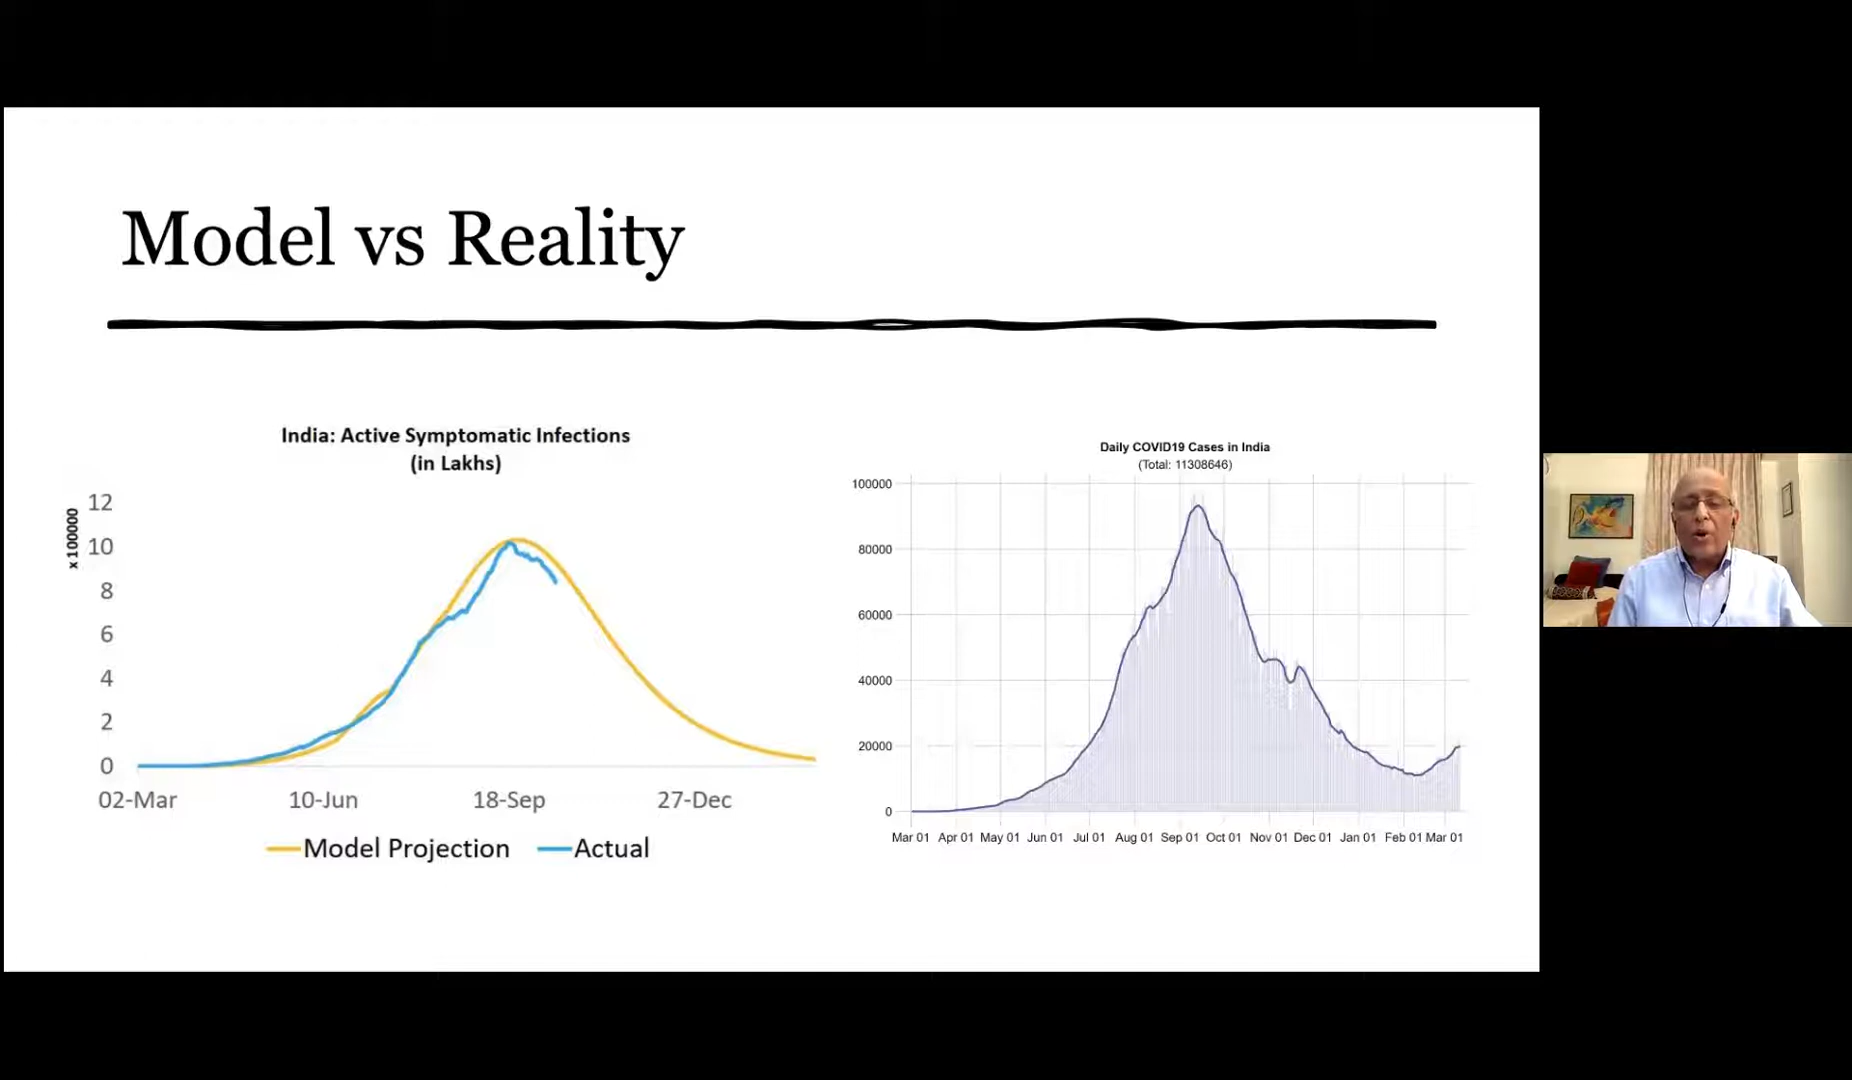 Model vs Reality
India: Active Symptomatic Infections
(in Lakhs)
x 100000
12
10
8
6
4
2
0
02-Mar 10-Jun 18-Sep 27-Dec
Model Projection Actual
Daily COVID19 Cases in India
(Total: 11308646)
100000
80000
60000
40000
20000
0
Mar 01 Apr 01 May 01 Jun 01 Jul 01 Aug 01 Sep 01 Oct 01 Nov 01 Dec 01 Jan 01 Feb 01 Mar 01